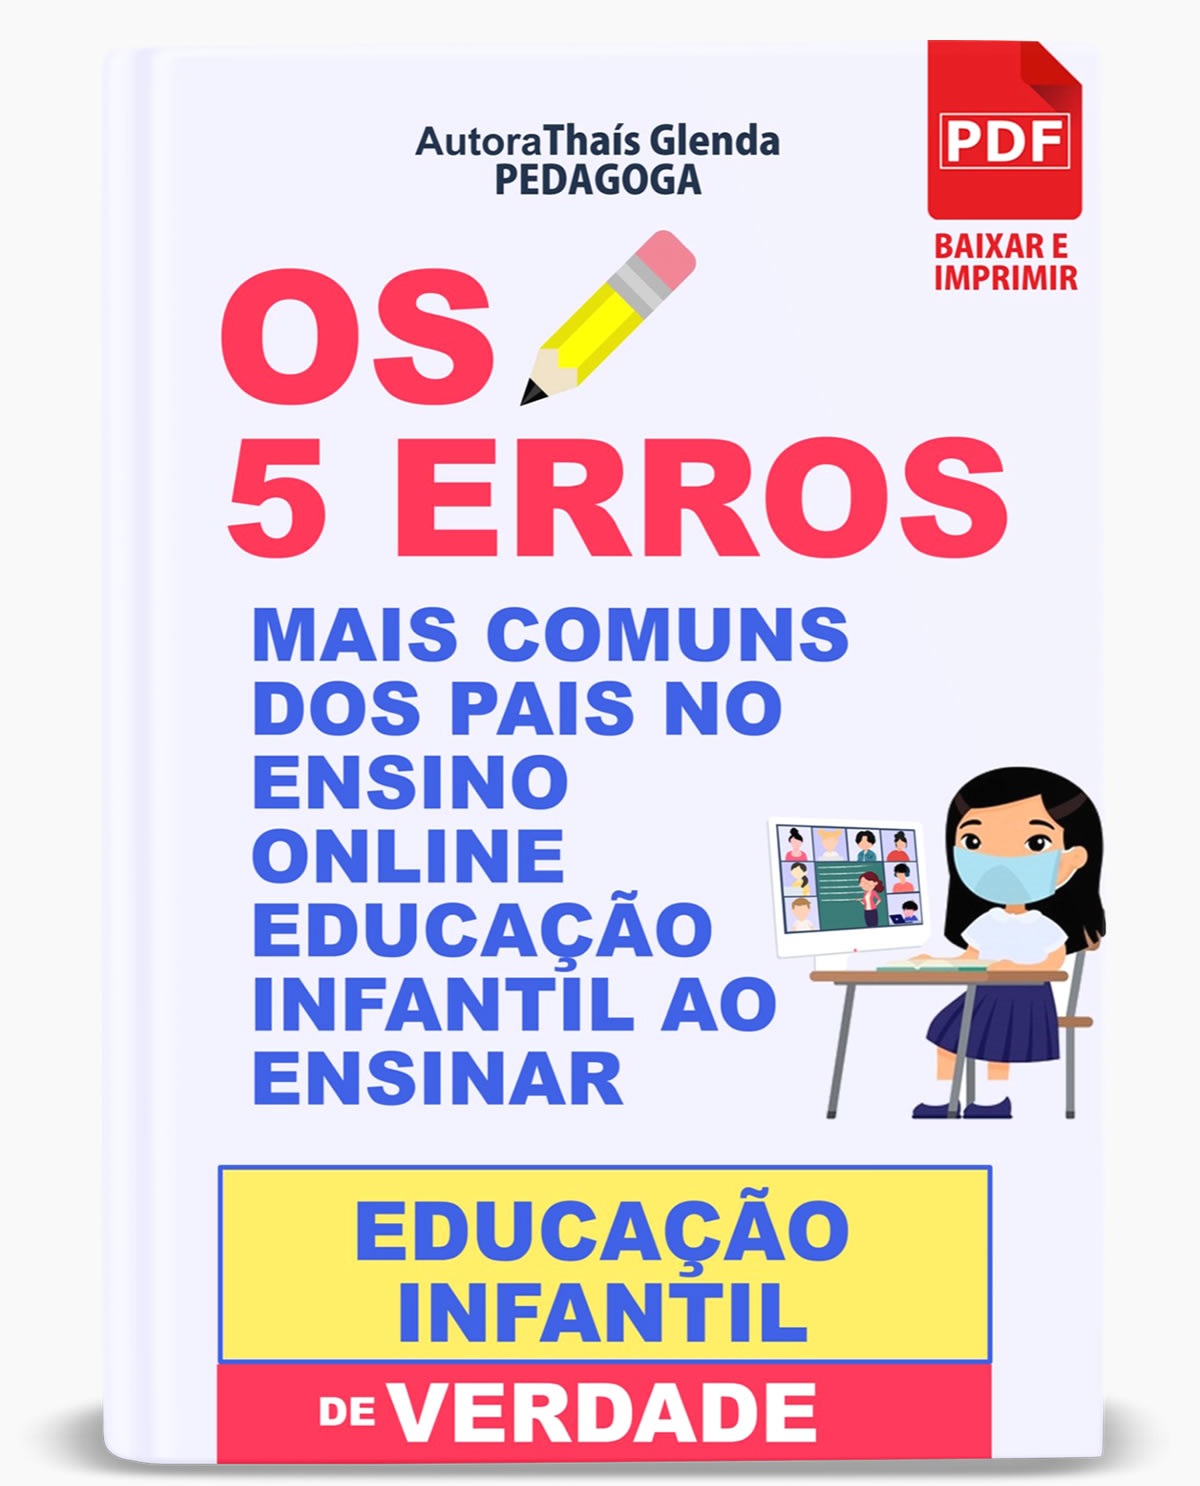 AutoraThaís Glenda
PEDAGOGA
PDF
BAIXAR E
IMPRIMIR
OS
5 ERROS
MAIS COMUNS
DOS PAIS NO
ENSINO
ONLINE
EDUCAÇÃO
INFANTIL AO
ENSINAR
EDUCAÇÃO
INFANTIL
DE VERDADE